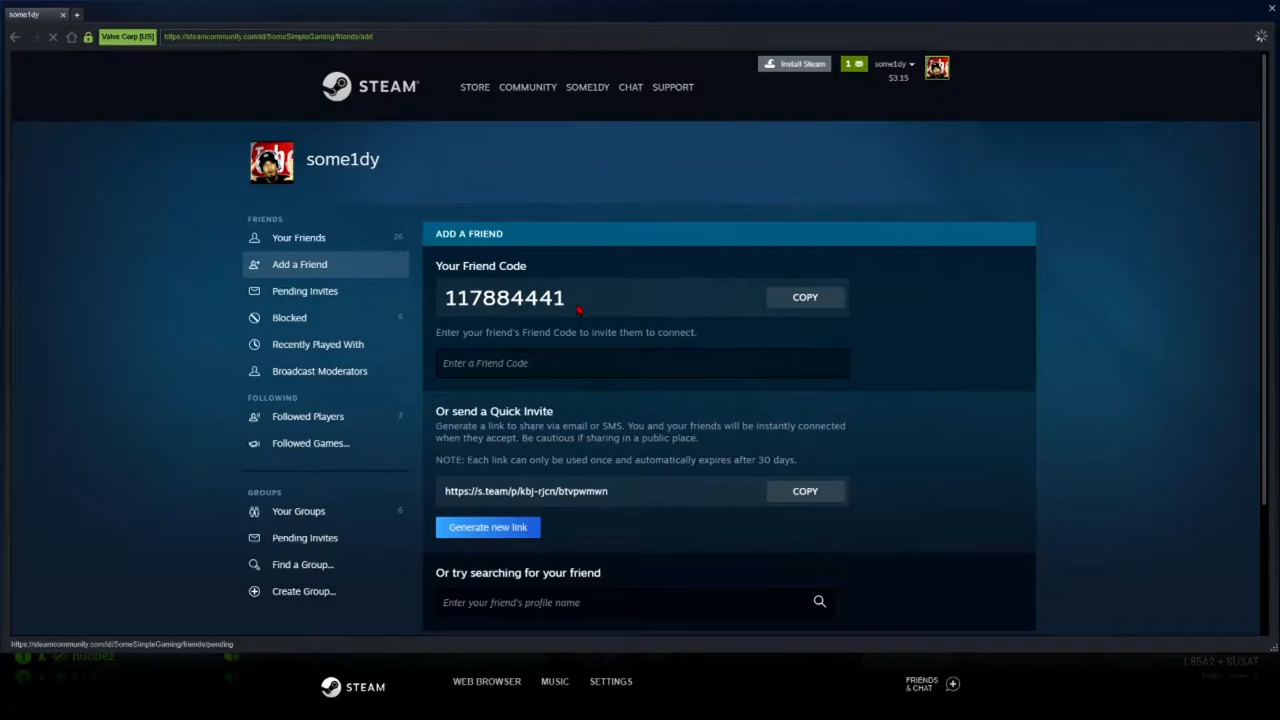 some1dy
Valve Corp [US]
https://steamcommunity.com/id/SomeSimpleGaming/friends/add
STEAM
STORE COMMUNITY SOME1DY CHAT SUPPORT
Install Steam
1
some1dy
$3.15
some1dy
FRIENDS
Your Friends 26
Add a Friend
Pending Invites
Blocked 6
Recently Played With
Broadcast Moderators
FOLLOWING
Followed Players 3
Followed Games...
GROUPS
Your Groups 6
Pending Invites
Find a Group...
Create Group...
ADD A FRIEND
Your Friend Code
117884441
COPY
Enter your friend's Friend Code to invite them to connect.
Enter a Friend Code
Or send a Quick Invite
Generate a link to share via email or SMS. You and your friends will be instantly connected
when they accept. Be cautious if sharing in a public place.
NOTE: Each link can only be used once and automatically expires after 30 days.
https://s.team/p/kbj-rjcn/btvpwmwn
COPY
Generate new link
Or try searching for your friend
Enter your friend's profile name
https://steamcommunity.com/id/SomeSimpleGaming/friends/pending
L85A2 + SUSAT
STEAM
WEB BROWSER MUSIC SETTINGS
FRIENDS
& CHAT